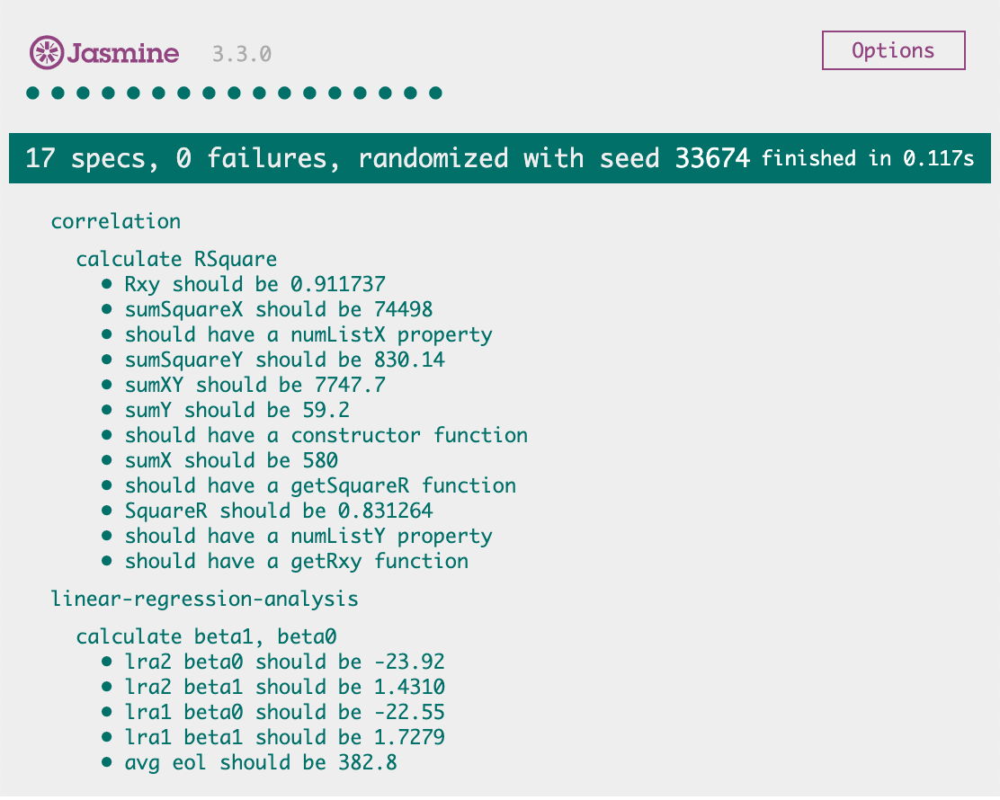 Jasmine 3.3.0 Options
17 specs, 0 failures, randomized with seed 33674 finished in 0.117s
correlation
calculate RSquare
• Rxy should be 0.911737
• sumSquareX should be 74498
• should have a numListX property
• sumSquareY should be 830.14
• sumXY should be 7747.7
• sumY should be 59.2
• should have a constructor function
• sumX should be 580
• should have a getSquareR function
• SquareR should be 0.831264
• should have a numListY property
• should have a getRxy function
linear-regression-analysis
calculate beta1, beta0
• lra2 beta0 should be -23.92
• lra2 beta1 should be 1.4310
• lra1 beta0 should be -22.55
• lra1 beta1 should be 1.7279
• avg eol should be 382.8